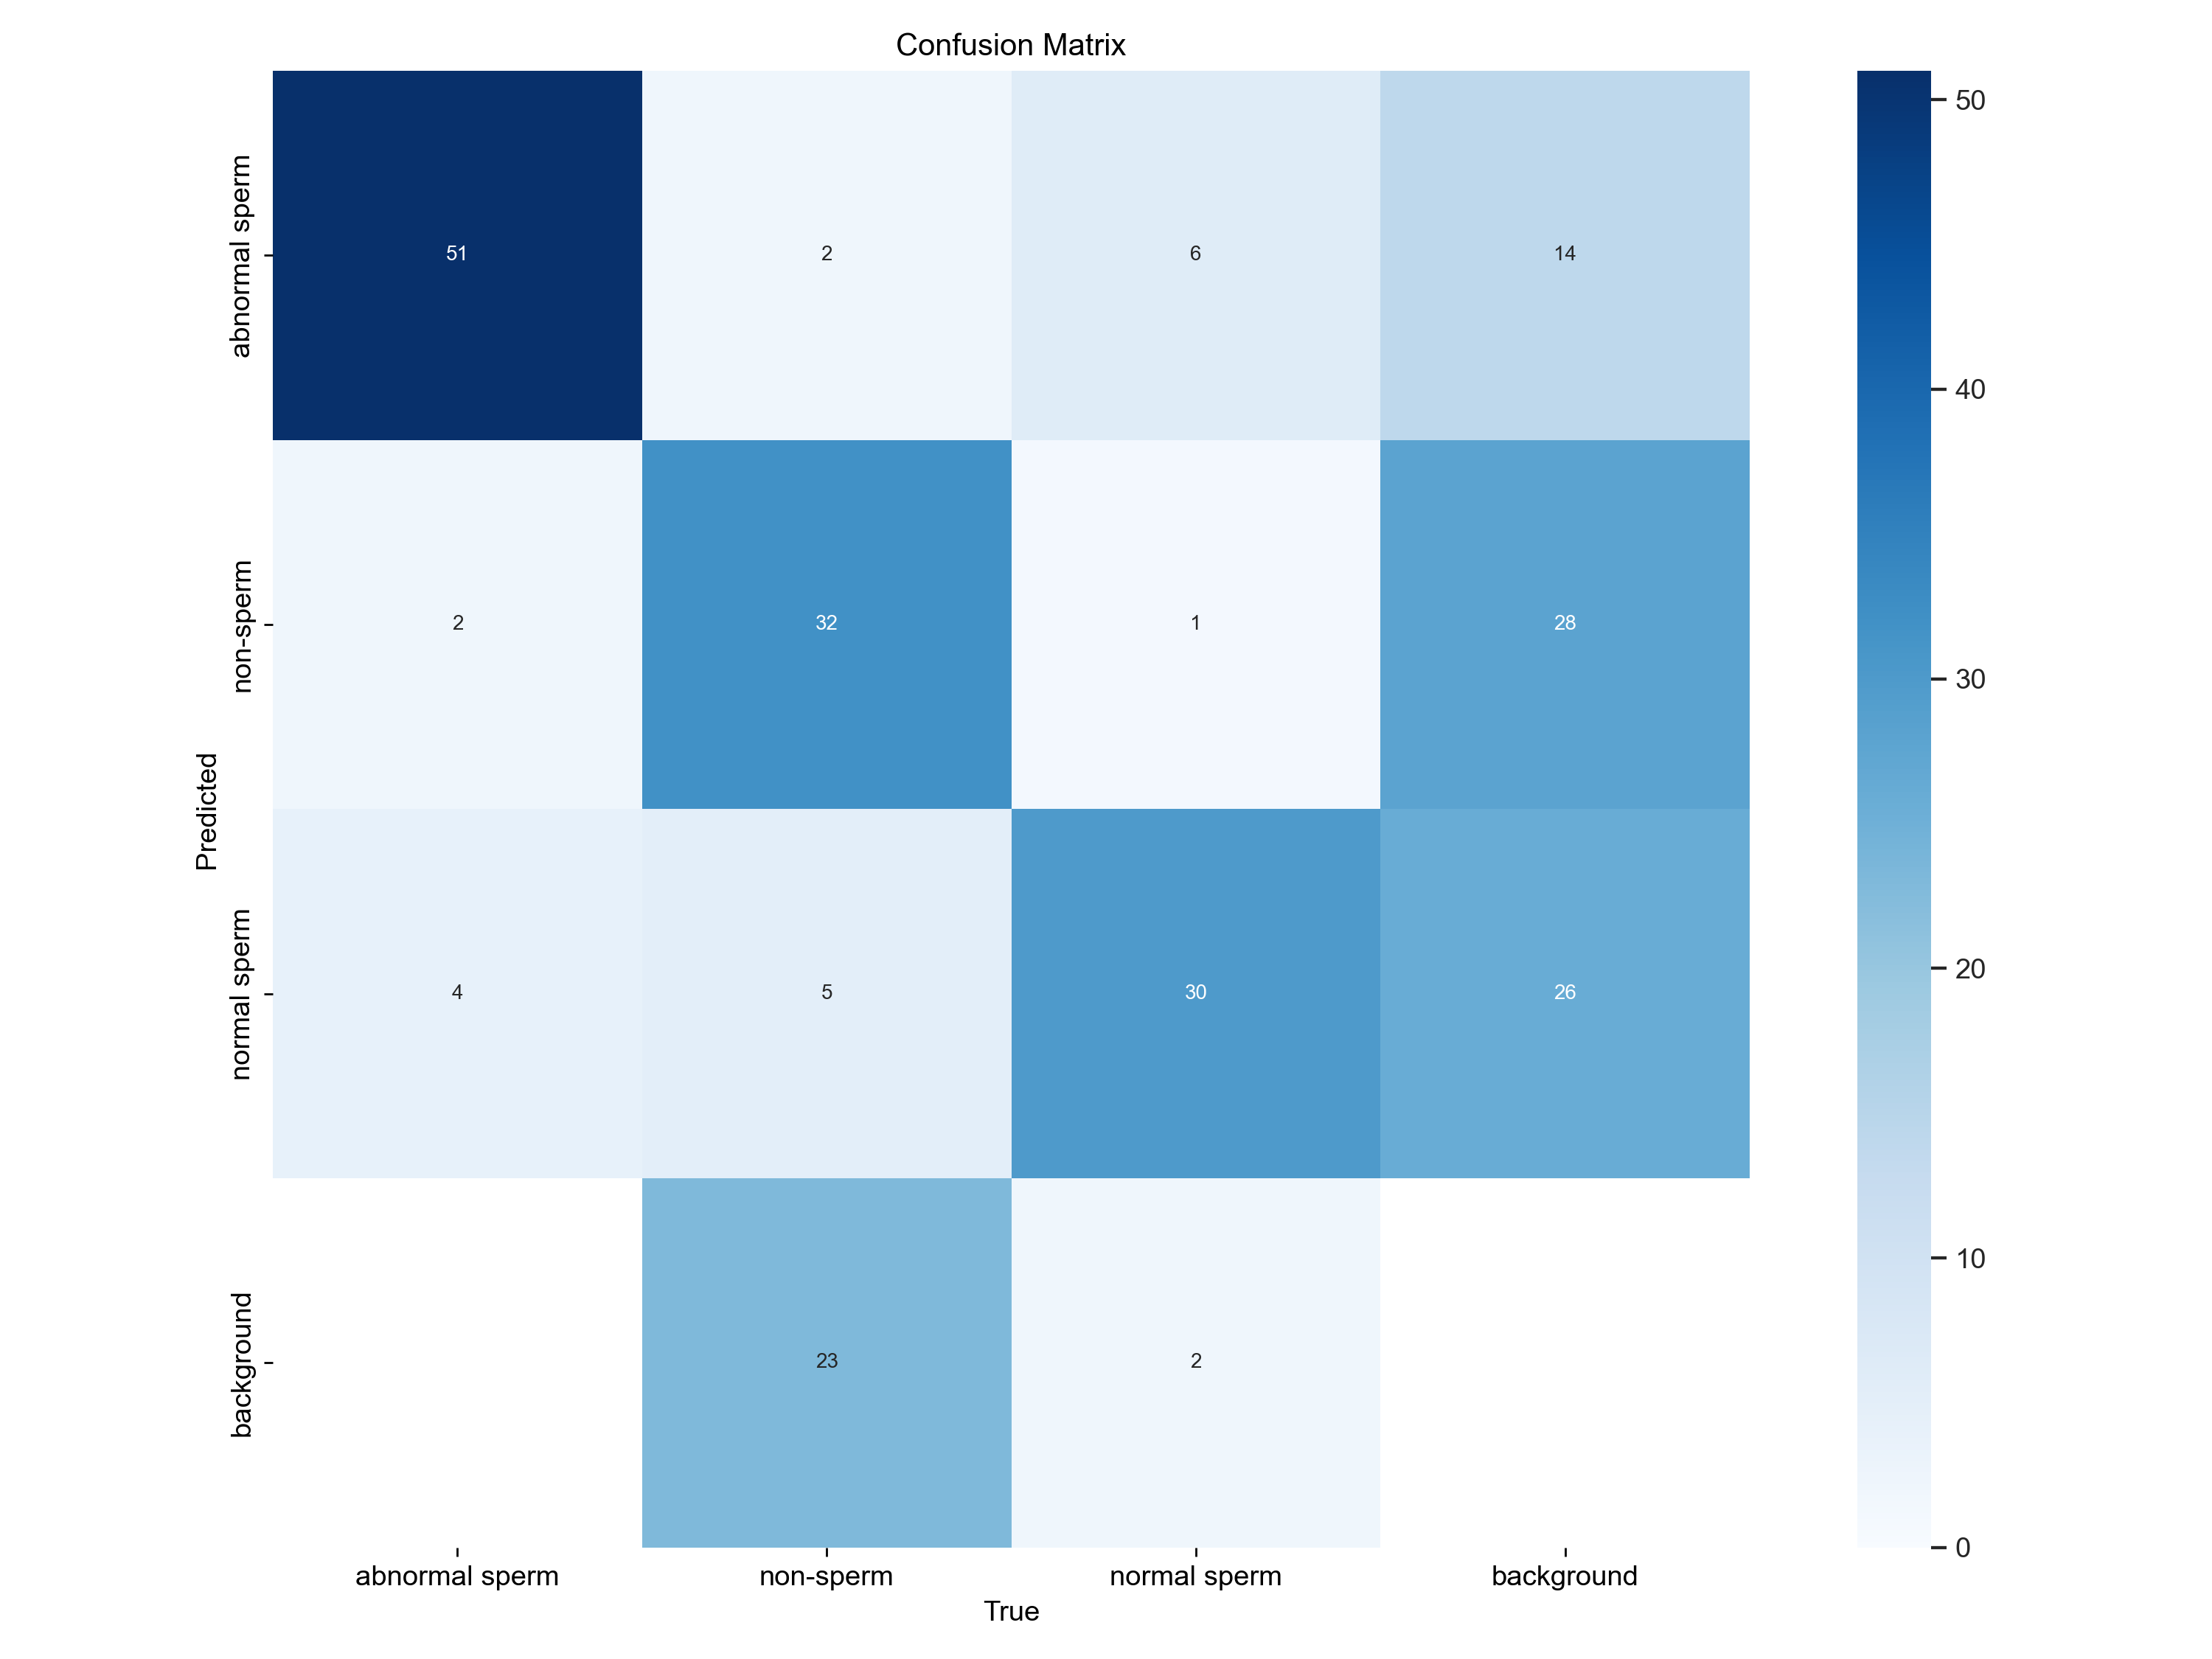 Confusion Matrix
abnormal sperm
51
2
6
14
non-sperm
2
32
1
28
normal sperm
4
5
30
26
background
23
2
Predicted
abnormal sperm
non-sperm
normal sperm
background
True
50
40
30
20
10
0